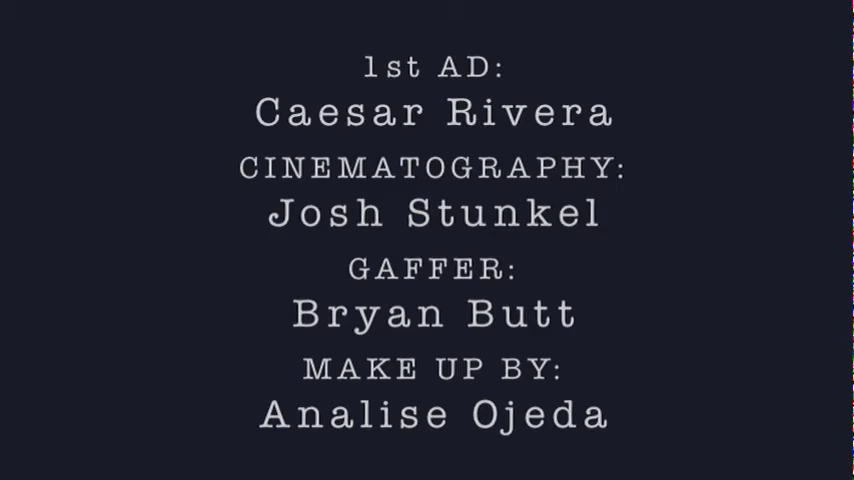 1st AD:
Caesar Rivera
CINEMATOGRAPHY:
Josh Stunkel
GAFFER:
Bryan Butt
MAKE UP BY:
Analise Ojeda